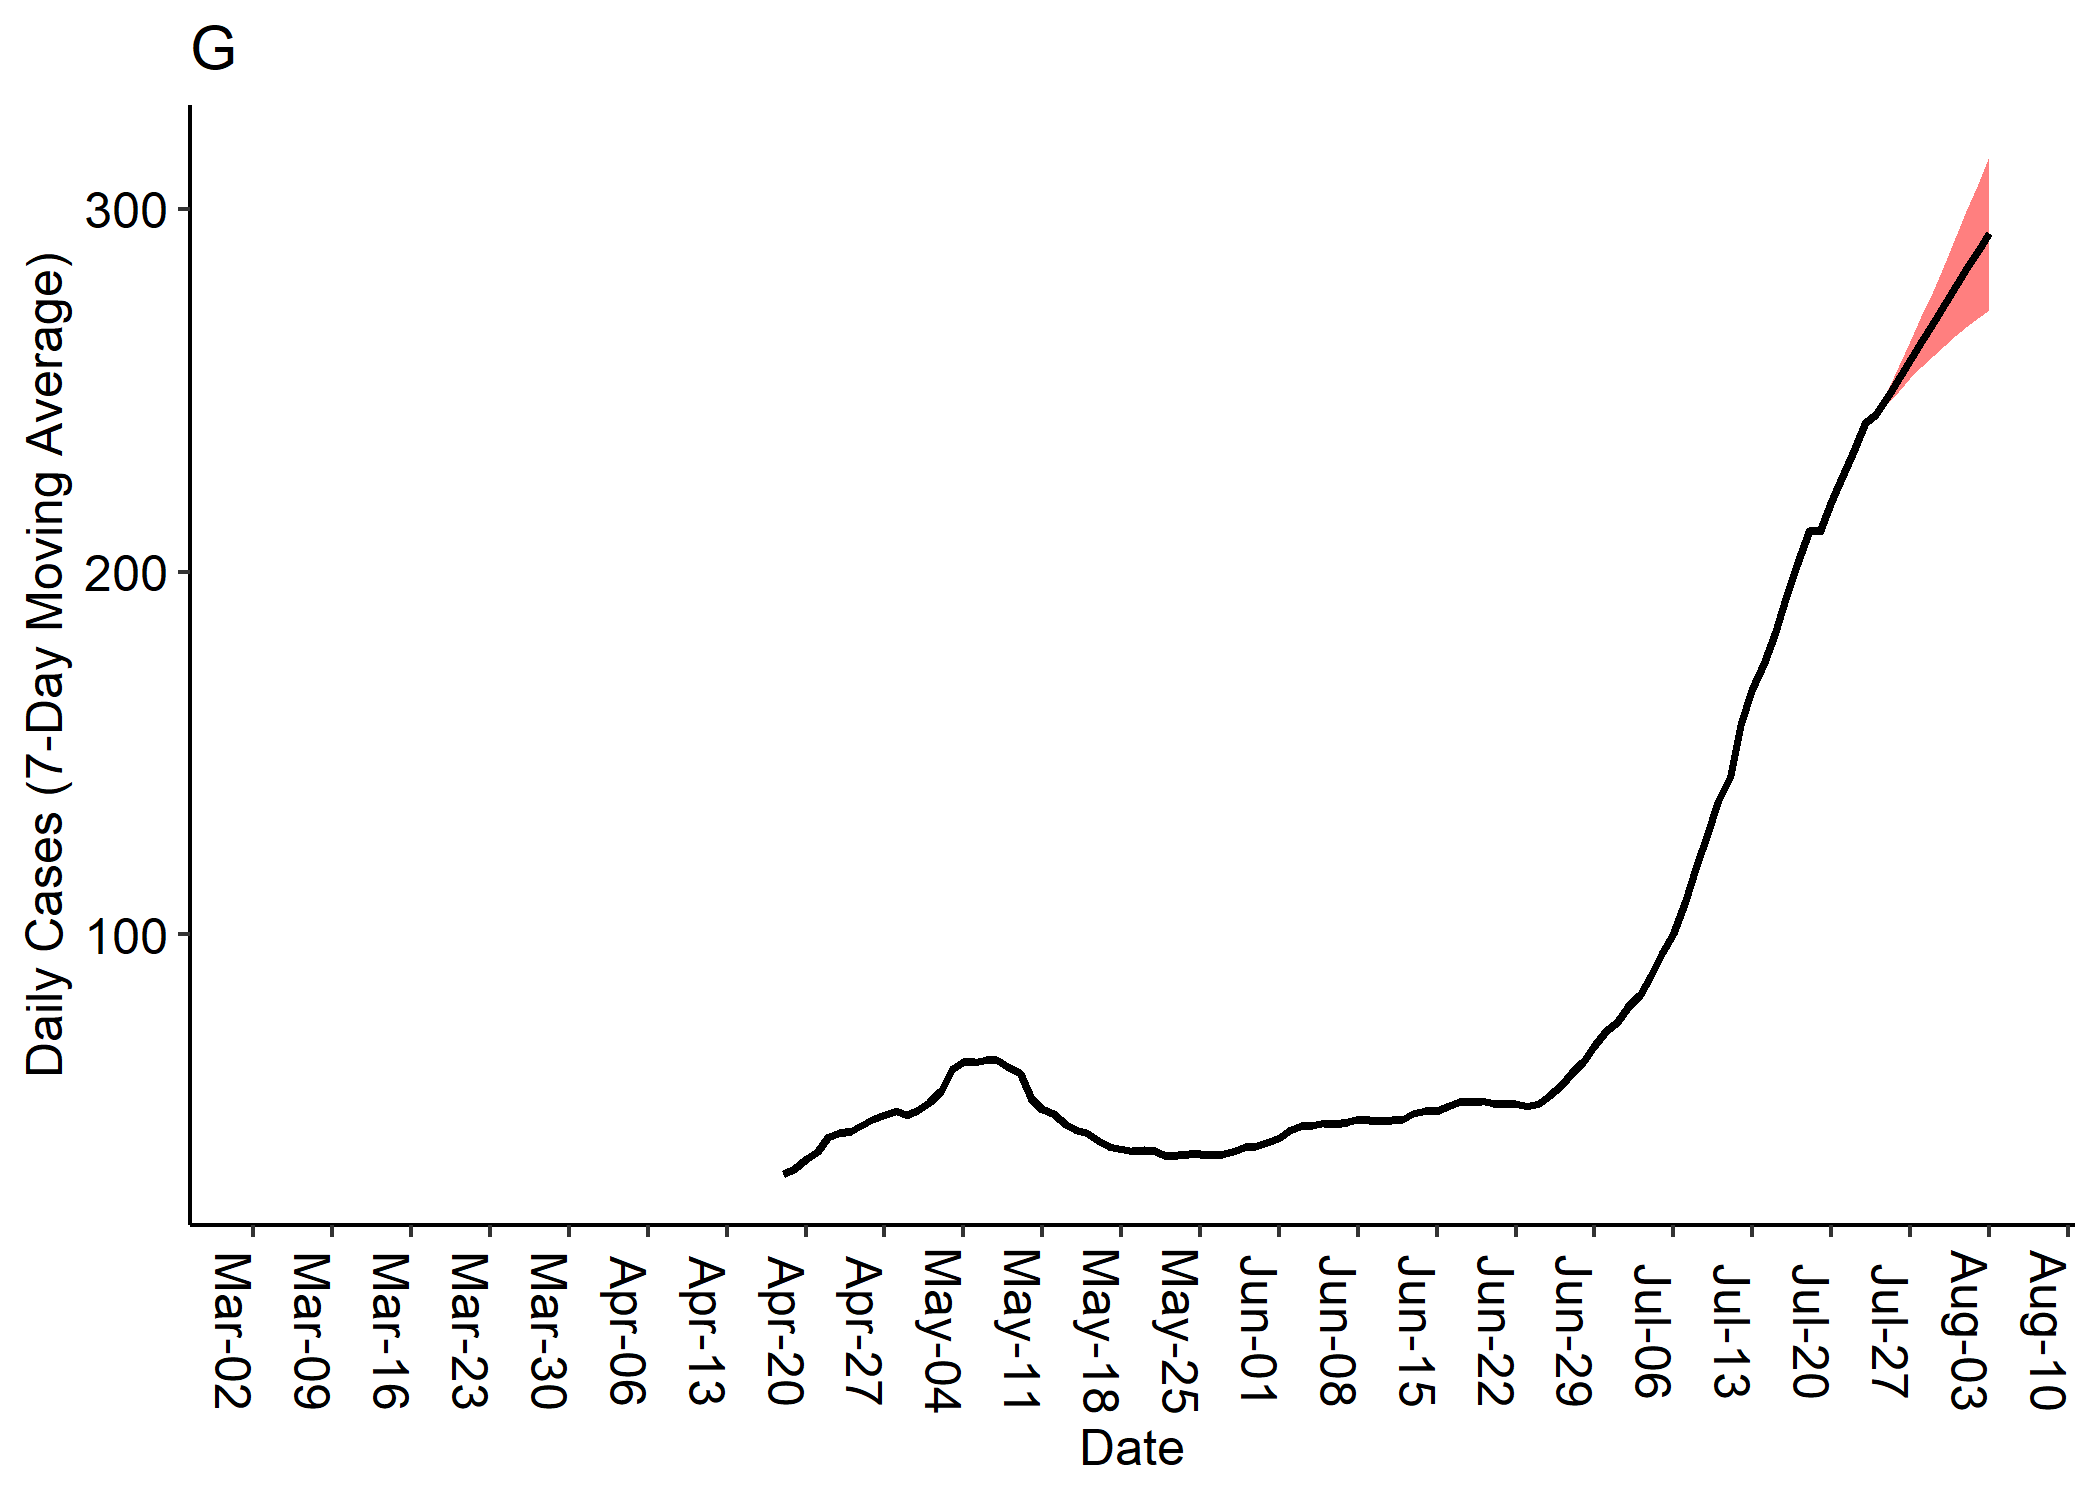 G
Daily Cases (7-Day Moving Average)
300
200
100
Mar-02
Mar-09
Mar-16
Mar-23
Mar-30
Apr-06
Apr-13
Apr-20
Apr-27
May-04
May-11
May-18
May-25
Jun-01
Jun-08
Jun-15
Jun-22
Jun-29
Jul-06
Jul-13
Jul-20
Jul-27
Aug-03
Aug-10
Date